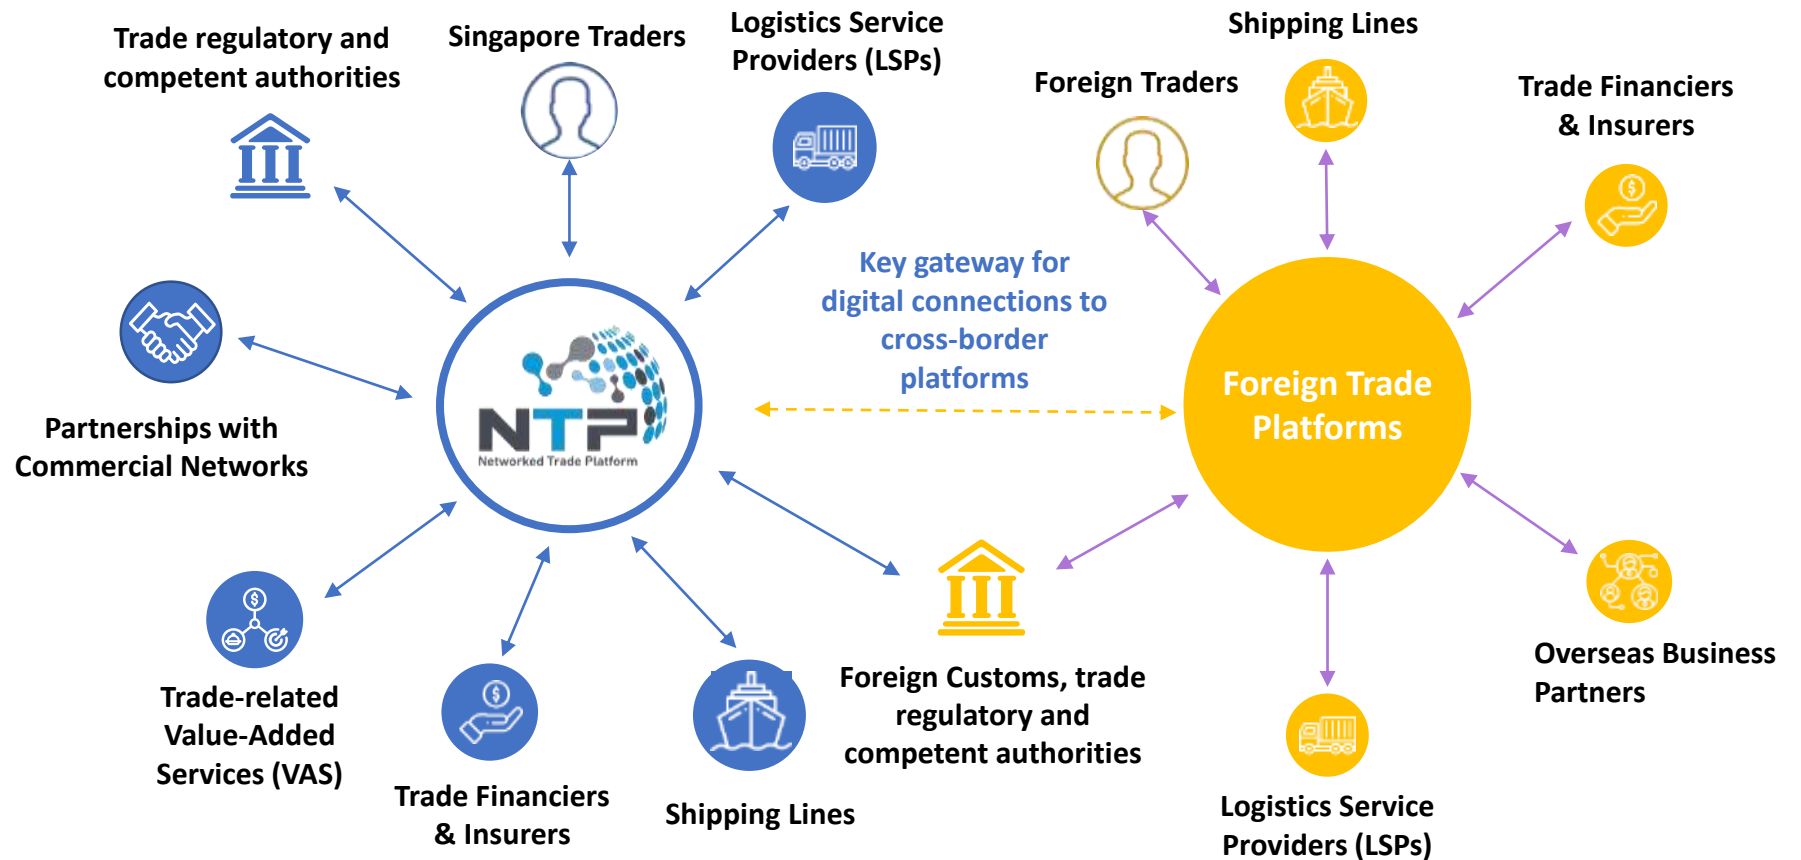 Trade regulatory and
competent authorities
Singapore Traders
Logistics Service
Providers (LSPs)
Shipping Lines
Foreign Traders
Trade Financiers
& Insurers
Key gateway for
digital connections to
cross-border
platforms
NTP
Networked Trade Platform
Foreign Trade
Platforms
Partnerships with
Commercial Networks
Trade-related
Value-Added
Services (VAS)
Trade Financiers
& Insurers
Shipping Lines
Foreign Customs, trade
regulatory and
competent authorities
Overseas Business
Partners
Logistics Service
Providers (LSPs)